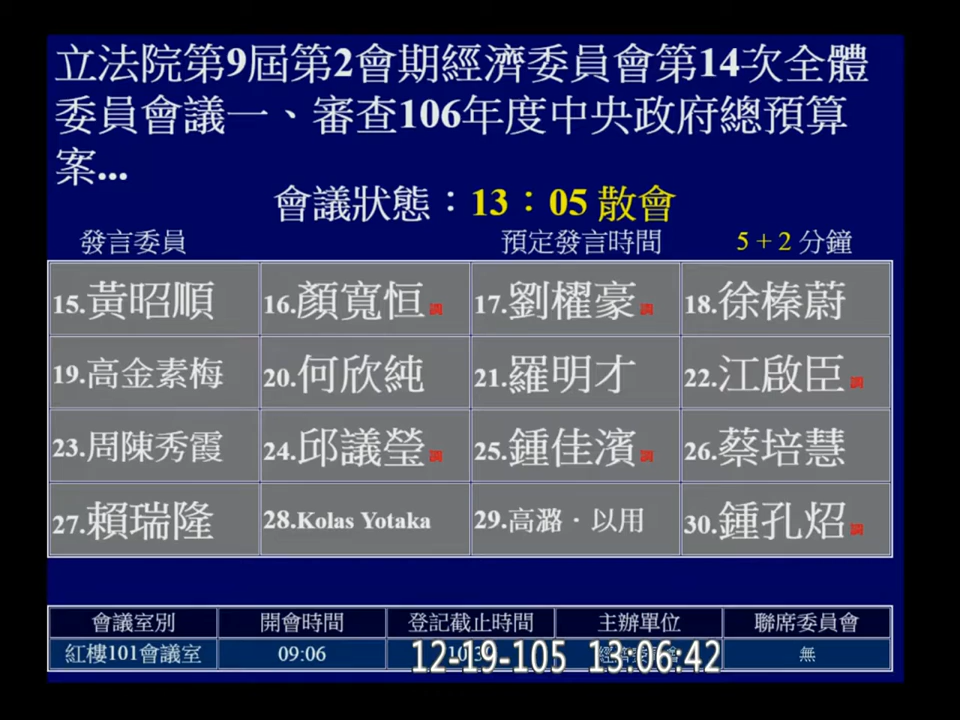 立法院第9屆第2會期經濟委員會第14次全體
委員會議一、審查106年度中央政府總預算
案...
會議狀態：13：05 散會
發言委員 預定發言時間 5 + 2 分鐘
15.黃昭順 16.顏寬恒 17.劉櫂豪 18.徐榛蔚
19.高金素梅 20.何欣純 21.羅明才 22.江啟臣
23.周陳秀霞 24.邱議瑩 25.鍾佳濱 26.蔡培慧
27.賴瑞隆 28.Kolas Yotaka 29.高潞．以用 30.鍾孔炤
會議室別 開會時間 登記截止時間 主辦單位 聯席委員會
紅樓101會議室 09:06 無
12-19-105 13:06:42